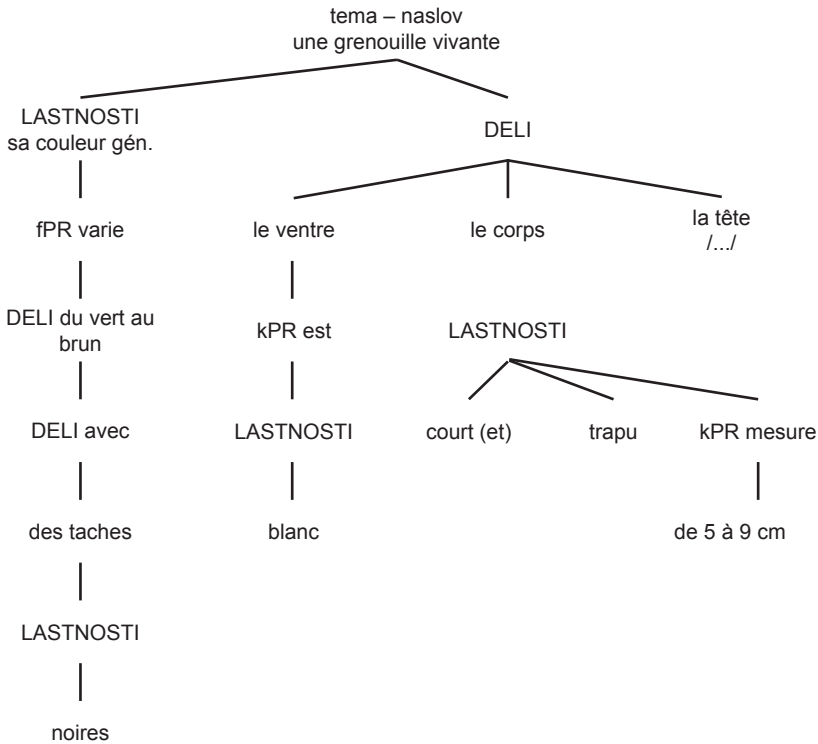 tema – naslov
une grenouille vivante
LASTNOSTI
sa couleur gén.
DELI
fPR varie
le ventre
le corps
la tête
/.../
DELI du vert au
brun
kPR est
LASTNOSTI
DELI avec
LASTNOSTI
court (et)
trapu
kPR mesure
des taches
blanc
de 5 à 9 cm
LASTNOSTI
noires